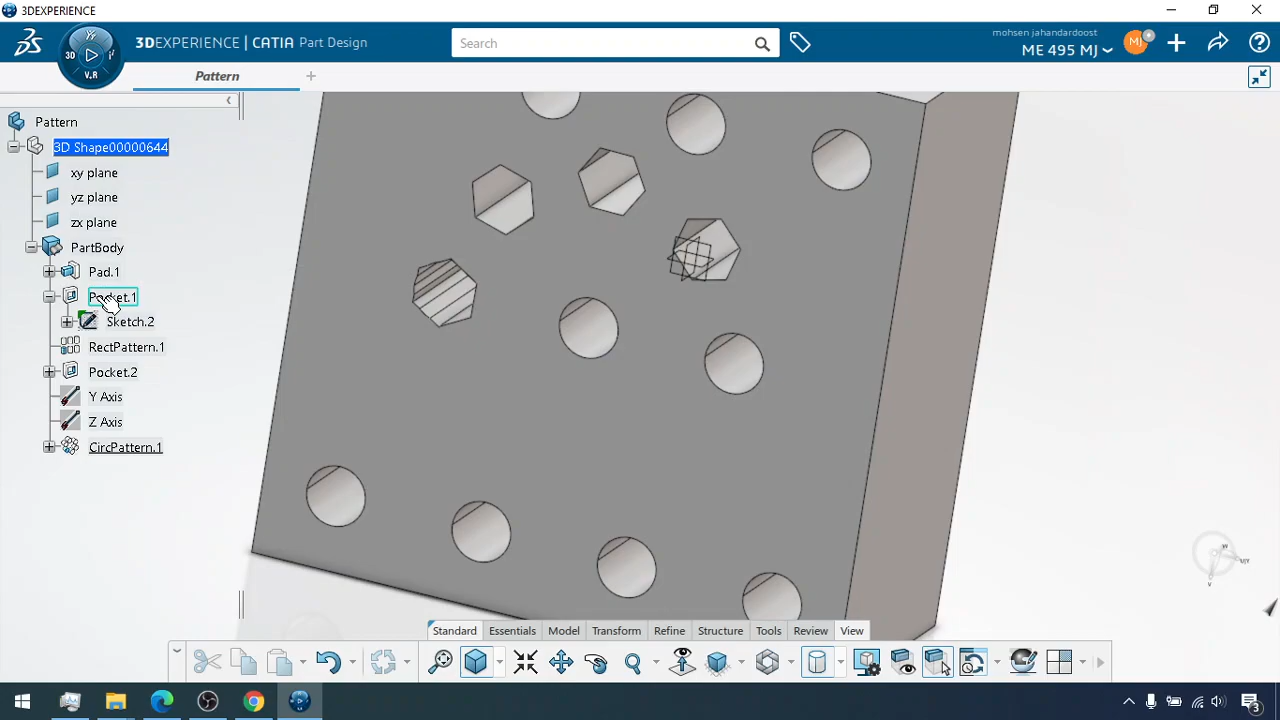 3DEXPERIENCE
3DEXPERIENCE | CATIA Part Design
Search
mohsen jahandardoost
ME 495 MJ
MJ
3D
V.R
Pattern
Pattern
3D Shape00000644
xy plane
yz plane
zx plane
PartBody
Pad.1
Pocket.1
Sketch.2
RectPattern.1
Pocket.2
Y Axis
Z Axis
CircPattern.1
Standard
Essentials
Model
Transform
Refine
Structure
Tools
Review
View
3